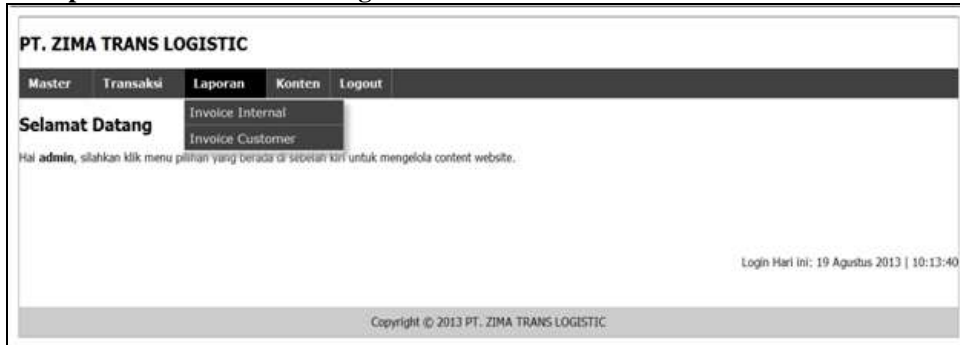 PT. ZIMA TRANS LOGISTIC
Master Transaksi Laporan Konten Logout
Invoice Internal
Selamat Datang
Invoice Customer
Hai admin, silahkan klik menu pilihan yang berada di sebelah kiri untuk mengelola content website.
Login Hari ini: 19 Agustus 2013 | 10:13:40
Copyright © 2013 PT. ZIMA TRANS LOGISTIC